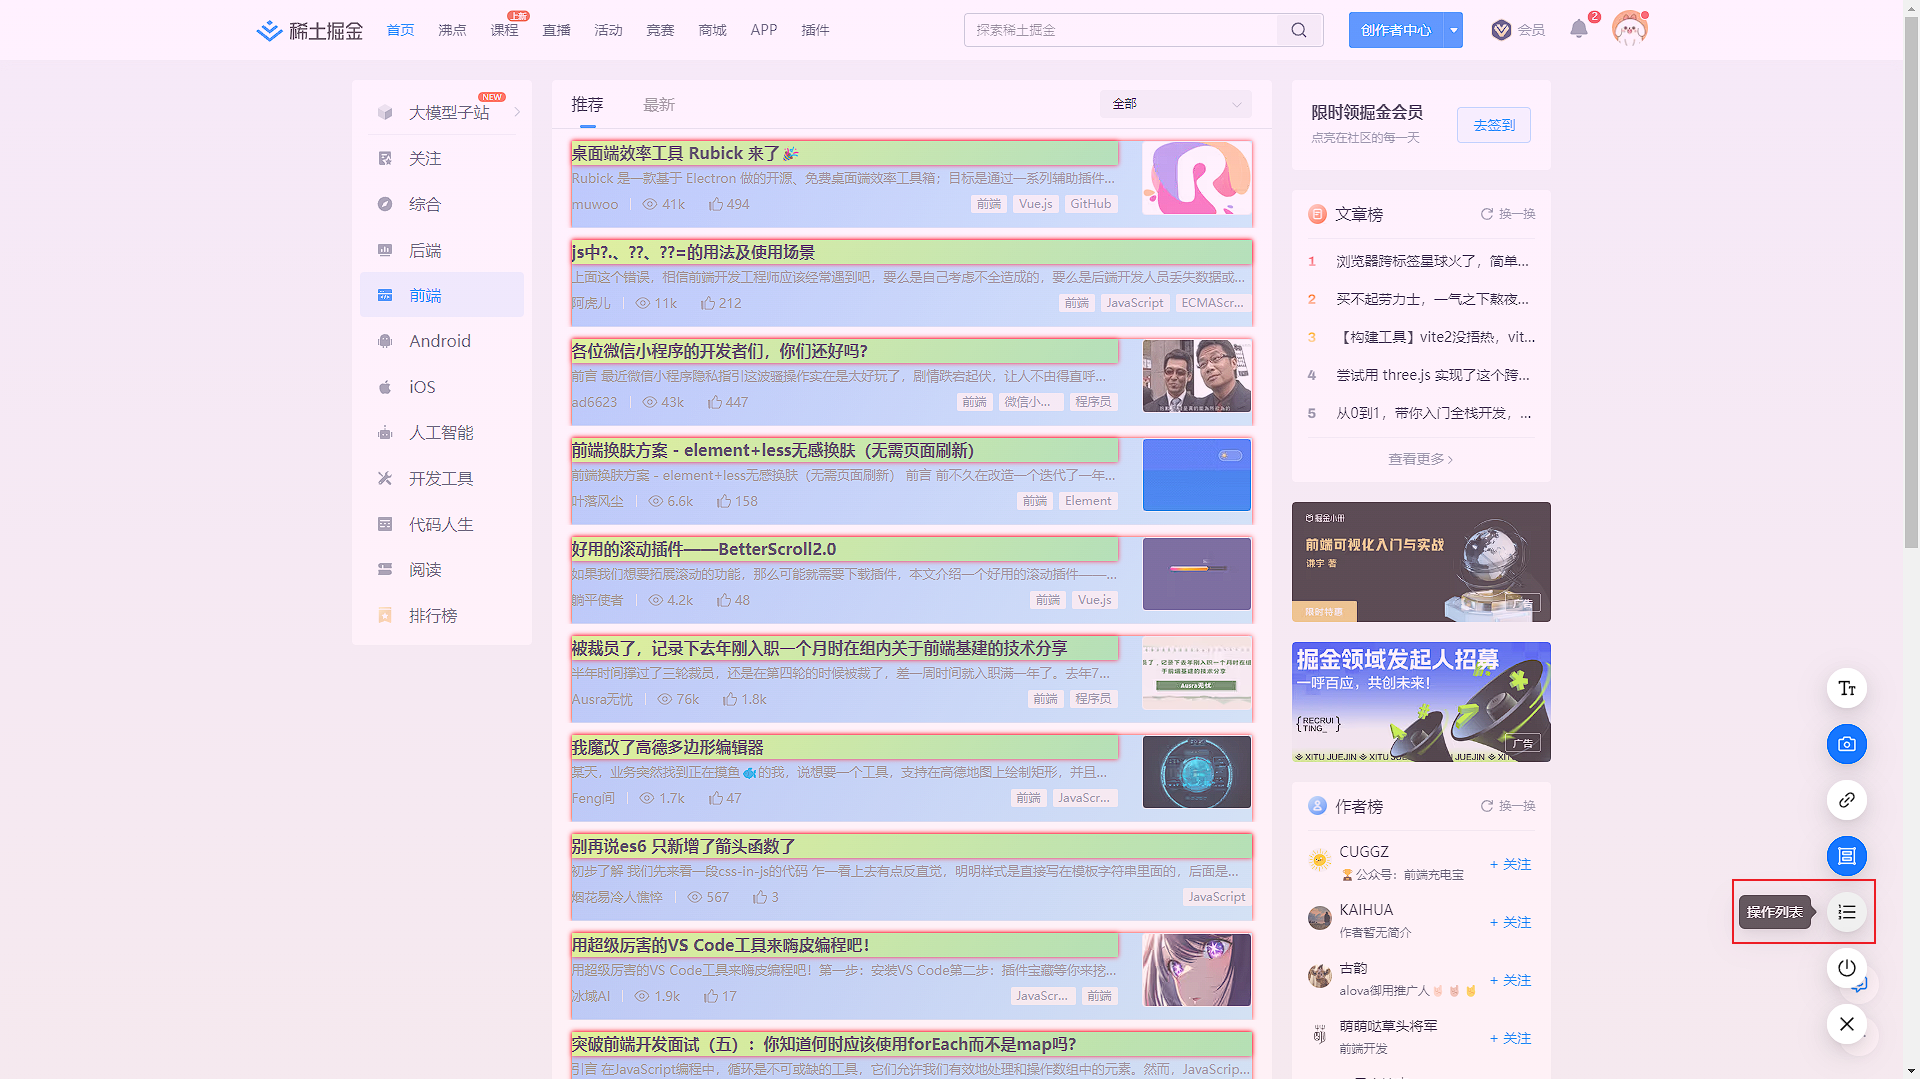 稀土掘金 首页 沸点 课程 上新 直播 活动 竞赛 商城 APP 插件 探索稀土掘金 创作者中心 会员 2
大模型子站 NEW
关注
综合
后端
前端
Android
iOS
人工智能
开发工具
代码人生
阅读
排行榜
推荐 最新 全部
桌面端效率工具 Rubick 来了🎉
Rubick 是一款基于 Electron 做的开源、免费桌面端效率工具箱；目标是通过一系列辅助插件...
muwoo 41k 494 前端 Vue.js GitHub
js中?.、??、??=的用法及使用场景
上面这个错误，相信前端开发工程师应该经常遇到吧，要么是自己考虑不全造成的，要么是后端开发人员丢失数据或...
阿虎儿 11k 212 前端 JavaScript ECMAScr...
各位微信小程序的开发者们，你们还好吗?
前言 最近微信小程序隐私指引这波骚操作实在是太好玩了，剧情跌宕起伏，让人不由得直呼...
ad6623 43k 447 前端 微信小... 程序员
前端换肤方案 - element+less无感换肤（无需页面刷新）
前端换肤方案 - element+less无感换肤（无需页面刷新） 前言 前不久在改造一个迭代了一年...
叶落风尘 6.6k 158 前端 Element
好用的滚动插件——BetterScroll2.0
如果我们想要拓展滚动的功能，那么可能就需要下载插件，本文介绍一个好用的滚动插件——...
躺平使者 4.2k 48 前端 Vue.js
被裁员了，记录下去年刚入职一个月时在组内关于前端基建的技术分享
半年时间撑过了三轮裁员，还是在第四轮的时候被裁了，差一周时间就入职满一年了。去年7...
Ausra无忧 76k 1.8k 前端 程序员
员了，记录下去年刚入职一个月时在组
于前端基建的技术分享
Ausra无忧
我魔改了高德多边形编辑器
某天，业务突然找到正在摸鱼🐟的我，说想要一个工具，支持在高德地图上绘制矩形，并且...
Feng间 1.7k 47 前端 JavaScr...
别再说es6 只新增了箭头函数了
初步了解 我们先来看一段css-in-js的代码 乍一看上去有点反直觉，明明样式是直接写在模板字符串里面的，后面是...
烟花易冷人憔悴 567 3 JavaScript
用超级厉害的VS Code工具来嗨皮编程吧！
用超级厉害的VS Code工具来嗨皮编程吧！第一步：安装VS Code第二步：插件宝藏等你来挖...
冰域AI 1.9k 17 JavaScr... 前端
突破前端开发面试（五）：你知道何时应该使用forEach而不是map吗?
引言 在JavaScript编程中，循环是不可或缺的工具，它们允许我们有效地处理和操作数组中的元素。然而，JavaScrip...
限时领掘金会员
点亮在社区的每一天
去签到
文章榜 换一换
1 浏览器跨标签星球火了，简单...
2 买不起劳力士，一气之下熬夜...
3 【构建工具】vite2没捂热，vit...
4 尝试用 three.js 实现了这个跨...
5 从0到1，带你入门全栈开发，...
查看更多
掘金小册
前端可视化入门与实战
谦宇 著
限时特惠
广告
掘金领域发起人招募
一呼百应，共创未来！
{RECRUI
TING_ }
广告
XITU JUEJIN XITU JUEJIN JUEJIN XIT
作者榜 换一换
CUGGZ
公众号：前端充电宝
+ 关注
KAIHUA
作者暂无简介
+ 关注
古韵
alova御用推广人
+ 关注
萌萌哒草头将军
前端开发
+ 关注
Tт
操作列表